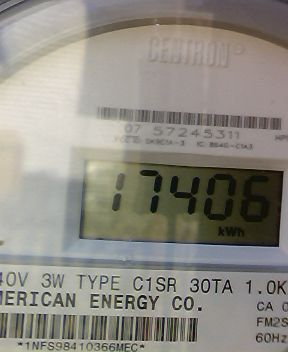 CENTRON®
07 57245311
17406
kWh
40V 3W TYPE C1SR 30TA 1.0K
MERICAN ENERGY CO.
CA 0
FM2S
60Hz
*1NFS98410366MEC*